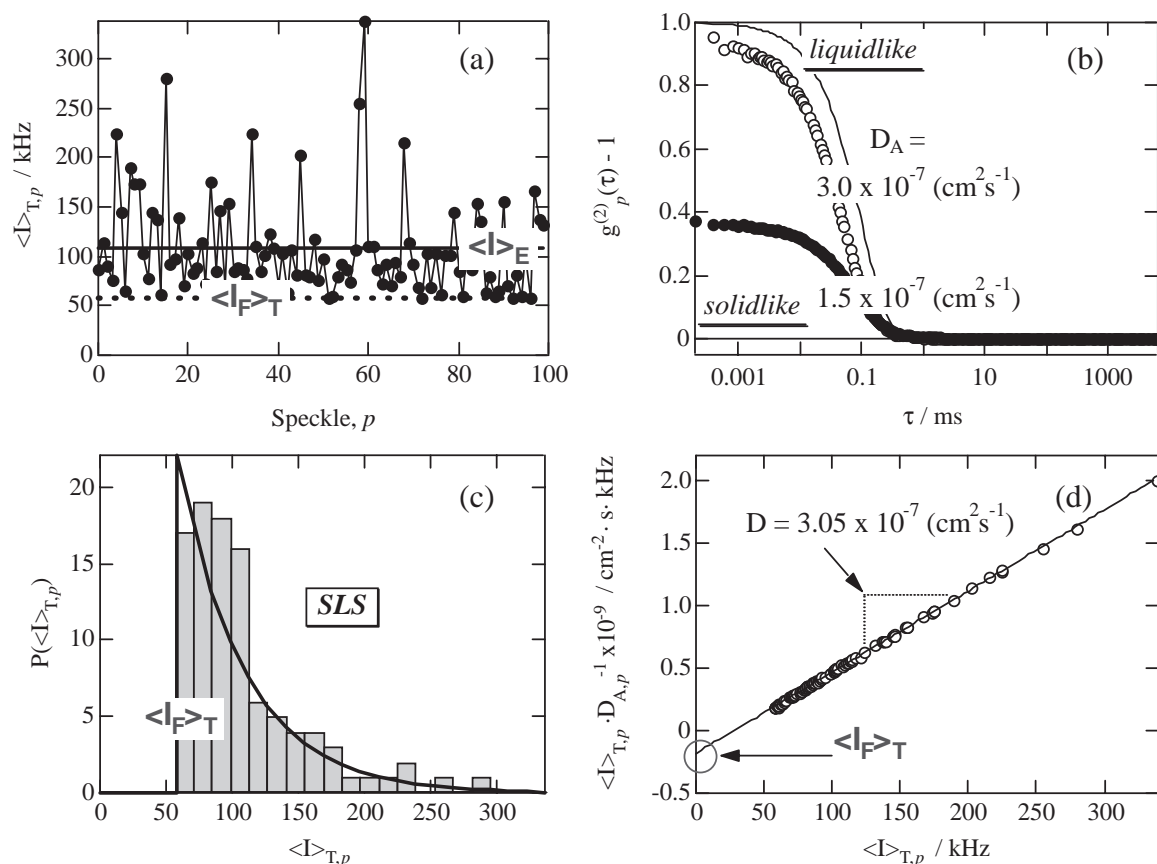 (a)
<I>T,p / kHz
350
300
250
200
150
100
50
0
<I>E
<IF>T
0
20
40
60
80
100
Speckle, p
(b)
g(2)p(τ) - 1
1.0
0.8
0.6
0.4
0.2
0
liquidlike
DA =
3.0 x 10-7 (cm2s-1)
1.5 x 10-7 (cm2s-1)
solidlike
0.001
0.1
10
1000
τ / ms
(c)
P(<I>T,p)
20
15
10
5
0
SLS
<IF>T
0
50
100
150
200
250
300
<I>T,p
(d)
<I>T,p·DA,p-1 x10-9 / cm-2·s·kHz
2.0
1.5
1.0
0.5
0
-0.5
D = 3.05 x 10-7 (cm2s-1)
<IF>T
0
50
100
150
200
250
300
<I>T,p / kHz